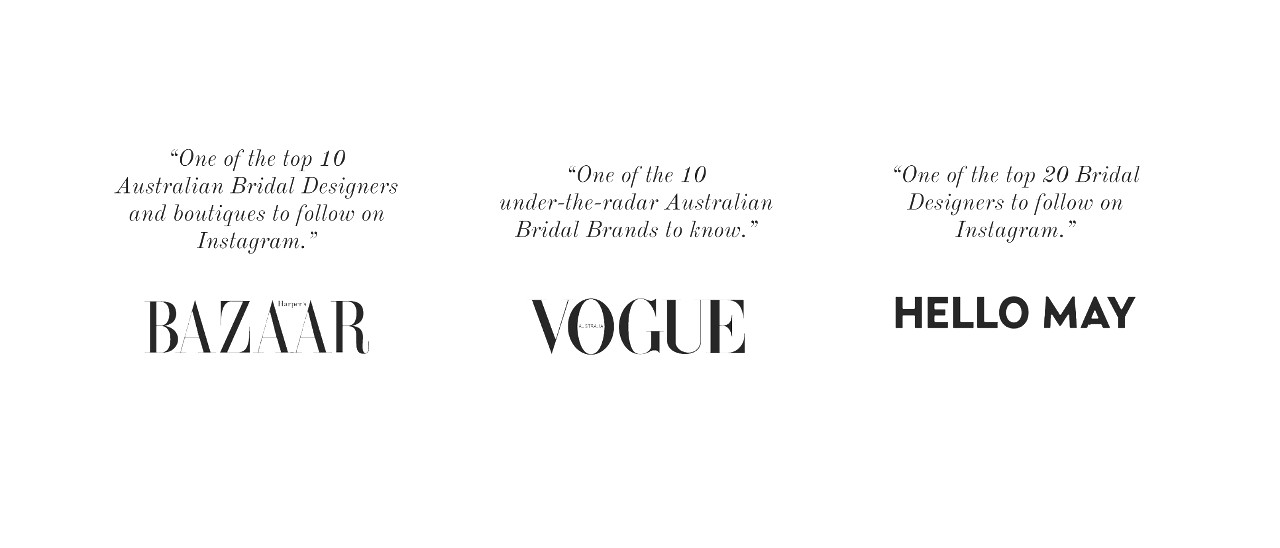 “One of the top 10
Australian Bridal Designers
and boutiques to follow on
Instagram.”
Harper's
BAZAAR
“One of the 10
under-the-radar Australian
Bridal Brands to know.”
VOGUE
AUSTRALIA
“One of the top 20 Bridal
Designers to follow on
Instagram.”
HELLO MAY